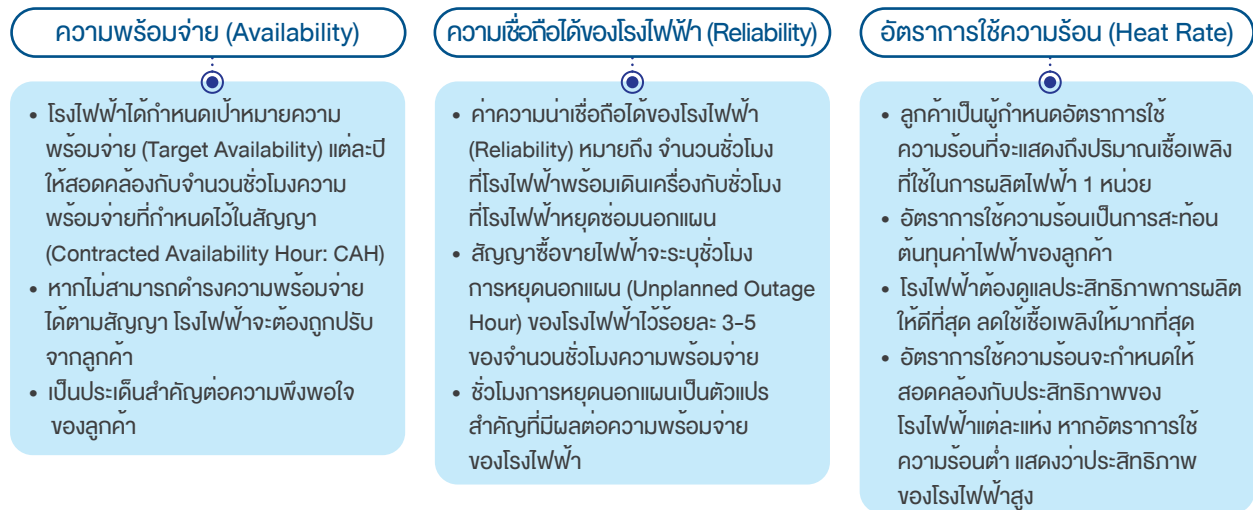 ความพร้อมจ่าย (Availability)
• โรงไฟฟ้าได้กำหนดเป้าหมายความ
พร้อมจ่าย (Target Availability) แต่ละปี
ให้สอดคล้องกับจำนวนชั่วโมงความ
พร้อมจ่ายที่กำหนดไว้ในสัญญา
(Contracted Availability Hour: CAH)
• หากไม่สามารถดำรงความพร้อมจ่าย
ได้ตามสัญญา โรงไฟฟ้าจะต้องถูกปรับ
จากลูกค้า
• เป็นประเด็นสำคัญต่อความพึงพอใจ
ของลูกค้า
ความเชื่อถือได้ของโรงไฟฟ้า (Reliability)
• ค่าความน่าเชื่อถือได้ของโรงไฟฟ้า
(Reliability) หมายถึง จำนวนชั่วโมง
ที่โรงไฟฟ้าพร้อมเดินเครื่องกับชั่วโมง
ที่โรงไฟฟ้าหยุดซ่อมนอกแผน
• สัญญาซื้อขายไฟฟ้าจะระบุชั่วโมง
การหยุดนอกแผน (Unplanned Outage
Hour) ของโรงไฟฟ้าไว้ร้อยละ 3-5
ของจำนวนชั่วโมงความพร้อมจ่าย
• ชั่วโมงการหยุดนอกแผนเป็นตัวแปร
สำคัญที่มีผลต่อความพร้อมจ่าย
ของโรงไฟฟ้า
อัตราการใช้ความร้อน (Heat Rate)
• ลูกค้าเป็นผู้กำหนดอัตราการใช้
ความร้อนที่จะแสดงถึงปริมาณเชื้อเพลิง
ที่ใช้ในการผลิตไฟฟ้า 1 หน่วย
• อัตราการใช้ความร้อนเป็นการสะท้อน
ต้นทุนค่าไฟฟ้าของลูกค้า
• โรงไฟฟ้าต้องดูแลประสิทธิภาพการผลิต
ให้ดีที่สุด ลดใช้เชื้อเพลิงให้มากที่สุด
• อัตราการใช้ความร้อนจะกำหนดให้
สอดคล้องกับประสิทธิภาพของ
โรงไฟฟ้าแต่ละแห่ง หากอัตราการใช้
ความร้อนต่ำ แสดงว่าประสิทธิภาพ
ของโรงไฟฟ้าสูง